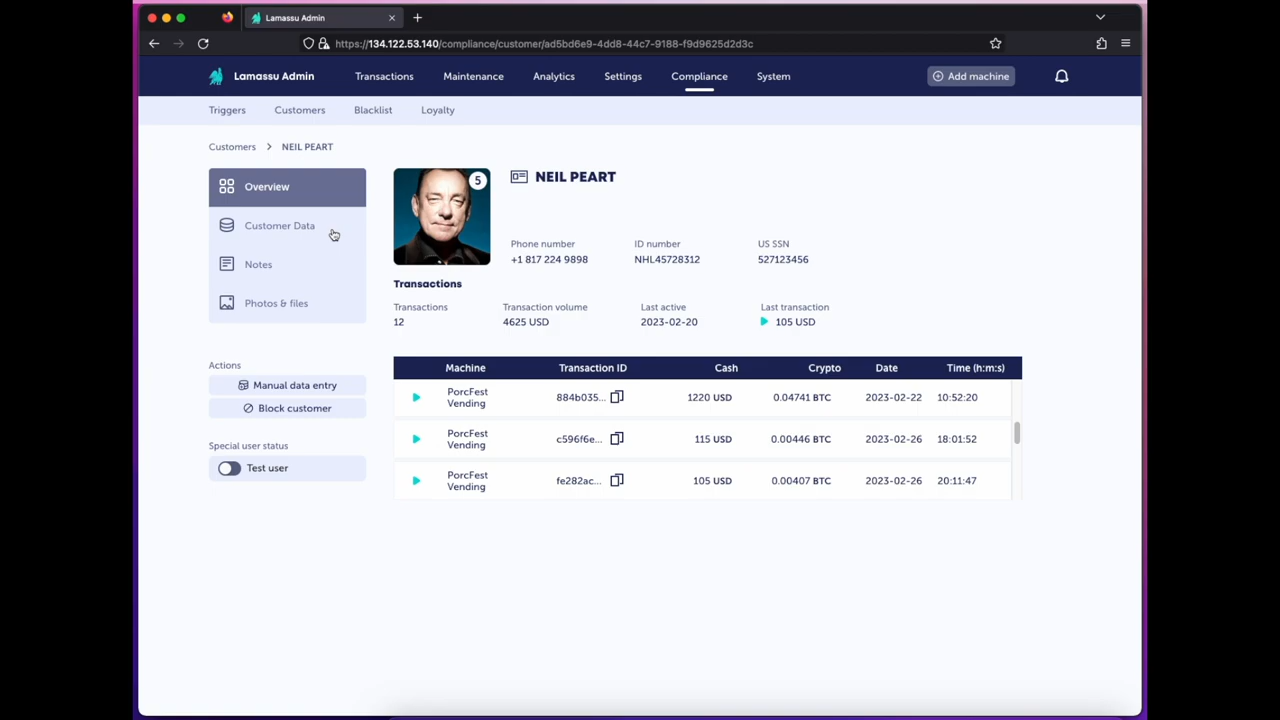 Lamassu Admin
https://134.122.53.140/compliance/customer/ad5bd6e9-4dd8-44c7-9188-f9d9625d2d3c
Lamassu Admin Transactions Maintenance Analytics Settings Compliance System Add machine
Triggers Customers Blacklist Loyalty
Customers > NEIL PEART
Overview
Customer Data
Notes
Photos & files
Actions
Manual data entry
Block customer
Special user status
Test user
5
NEIL PEART
Phone number ID number US SSN
+1 817 224 9898 NHL45728312 527123456
Transactions
Transactions Transaction volume Last active Last transaction
12 4625 USD 2023-02-20 105 USD
Machine Transaction ID Cash Crypto Date Time (h:m:s)
PorcFest Vending 884b035... 1220 USD 0.04741 BTC 2023-02-22 10:52:20
PorcFest Vending c596f6e... 115 USD 0.00446 BTC 2023-02-26 18:01:52
PorcFest Vending fe282ac... 105 USD 0.00407 BTC 2023-02-26 20:11:47